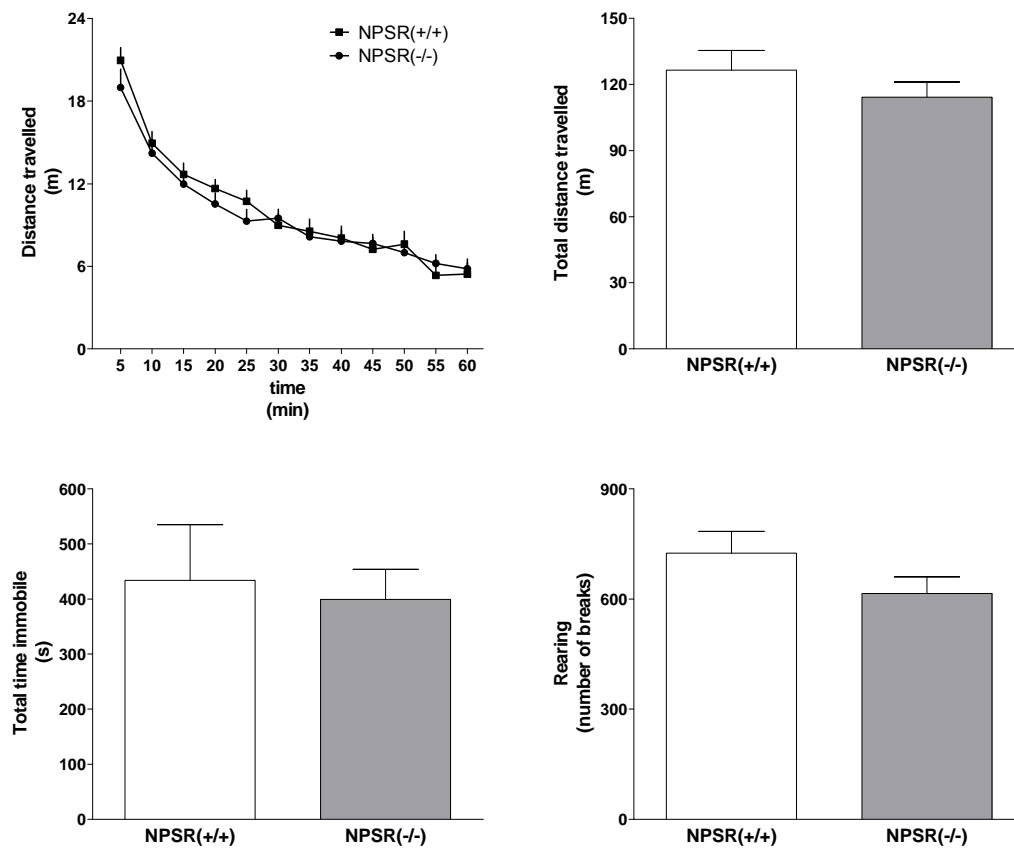 24
18
12
6
0
Distance travelled
(m)
NPSR(+/+)
NPSR(-/-)
5 10 15 20 25 30 35 40 45 50 55 60
time
(min)
150
120
90
60
30
0
Total distance travelled
(m)
NPSR(+/+) NPSR(-/-)
600
500
400
300
200
100
0
Total time immobile
(s)
NPSR(+/+) NPSR(-/-)
900
600
300
0
Rearing
(number of breaks)
NPSR(+/+) NPSR(-/-)